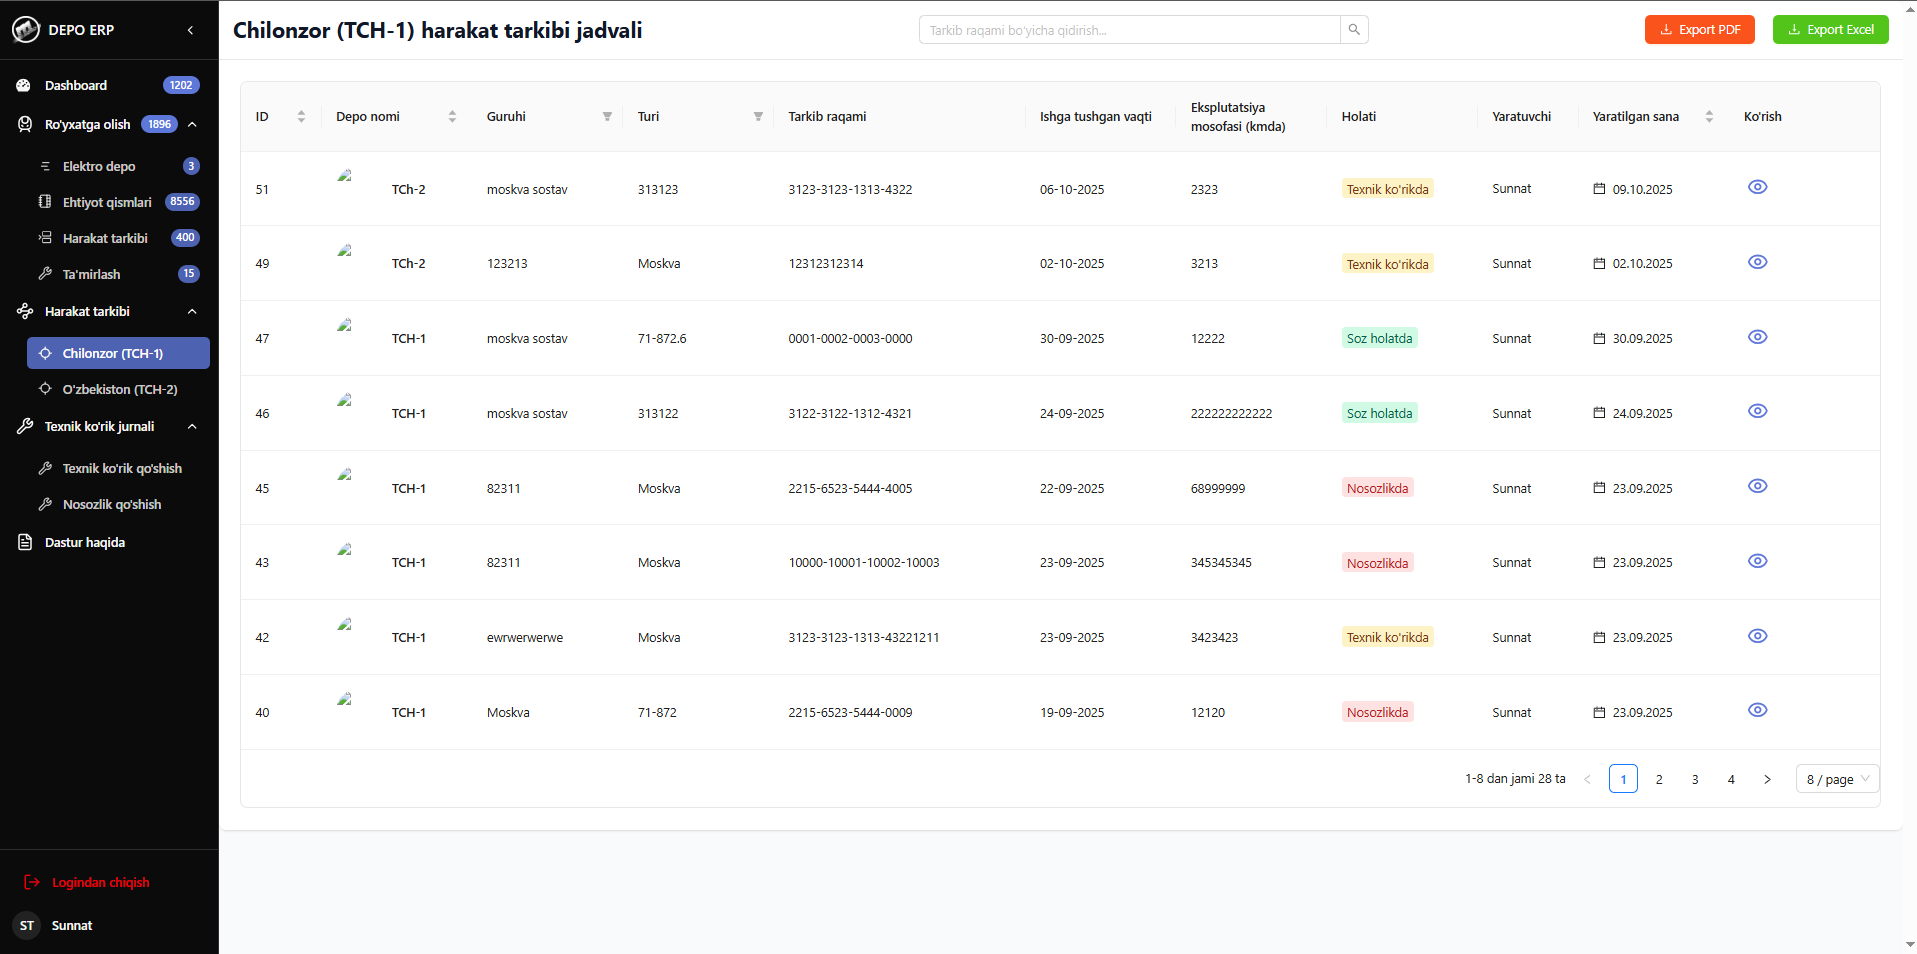 DEPO ERP
Dashboard 1202
Ro'yxatga olish 1896
Elektro depo 3
Ehtiyot qismlari 8556
Harakat tarkibi 400
Ta'mirlash 15
Harakat tarkibi
Chilonzor (TCH-1)
O'zbekiston (TCH-2)
Texnik ko'rik jurnali
Texnik ko'rik qo'shish
Nosozlik qo'shish
Dastur haqida
Logindan chiqish
ST Sunnat
Chilonzor (TCH-1) harakat tarkibi jadvali
Tarkib raqami bo'yicha qidirish...
Export PDF
Export Excel
ID Depo nomi Guruhi Turi Tarkib raqami Ishga tushgan vaqti Eksplutatsiya mosofasi (kmda) Holati Yaratuvchi Yaratilgan sana Ko'rish
51 TCh-2 moskva sostav 313123 3123-3123-1313-4322 06-10-2025 2323 Texnik ko'rikda Sunnat 09.10.2025
49 TCh-2 123213 Moskva 12312312314 02-10-2025 3213 Texnik ko'rikda Sunnat 02.10.2025
47 TCH-1 moskva sostav 71-872.6 0001-0002-0003-0000 30-09-2025 12222 Soz holatda Sunnat 30.09.2025
46 TCH-1 moskva sostav 313122 3122-3122-1312-4321 24-09-2025 222222222222 Soz holatda Sunnat 24.09.2025
45 TCH-1 82311 Moskva 2215-6523-5444-4005 22-09-2025 68999999 Nosozlikda Sunnat 23.09.2025
43 TCH-1 82311 Moskva 10000-10001-10002-10003 23-09-2025 345345345 Nosozlikda Sunnat 23.09.2025
42 TCH-1 ewrwerwerwe Moskva 3123-3123-1313-43221211 23-09-2025 3423423 Texnik ko'rikda Sunnat 23.09.2025
40 TCH-1 Moskva 71-872 2215-6523-5444-0009 19-09-2025 12120 Nosozlikda Sunnat 23.09.2025
1-8 dan jami 28 ta < 1 2 3 4 > 8 / page